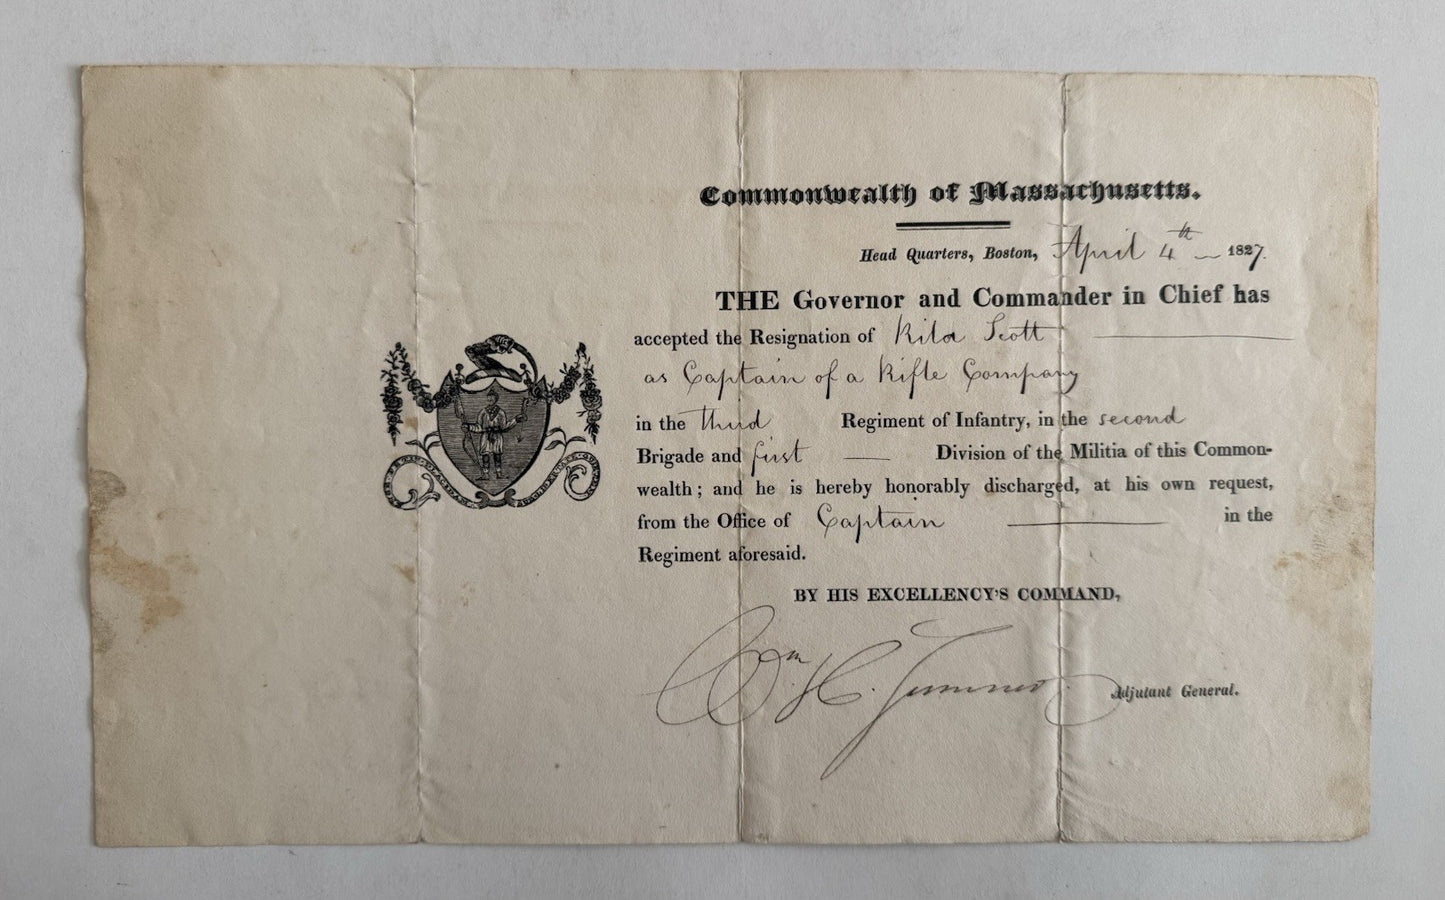 Commonwealth of Massachusetts.
Head Quarters, Boston, April 4th 1827.
THE Governor and Commander in Chief has
accepted the Resignation of Scott
as Captain of a Rifle Company
in the third Regiment of Infantry, in the second
Brigade and first — Division of the Militia of this Common-
wealth; and he is hereby honorably discharged, at his own request,
from the Office of Captain — in the
Regiment aforesaid.
BY HIS EXCELLENCY'S COMMAND,
Wm. H. Sumner. Adjutant General.